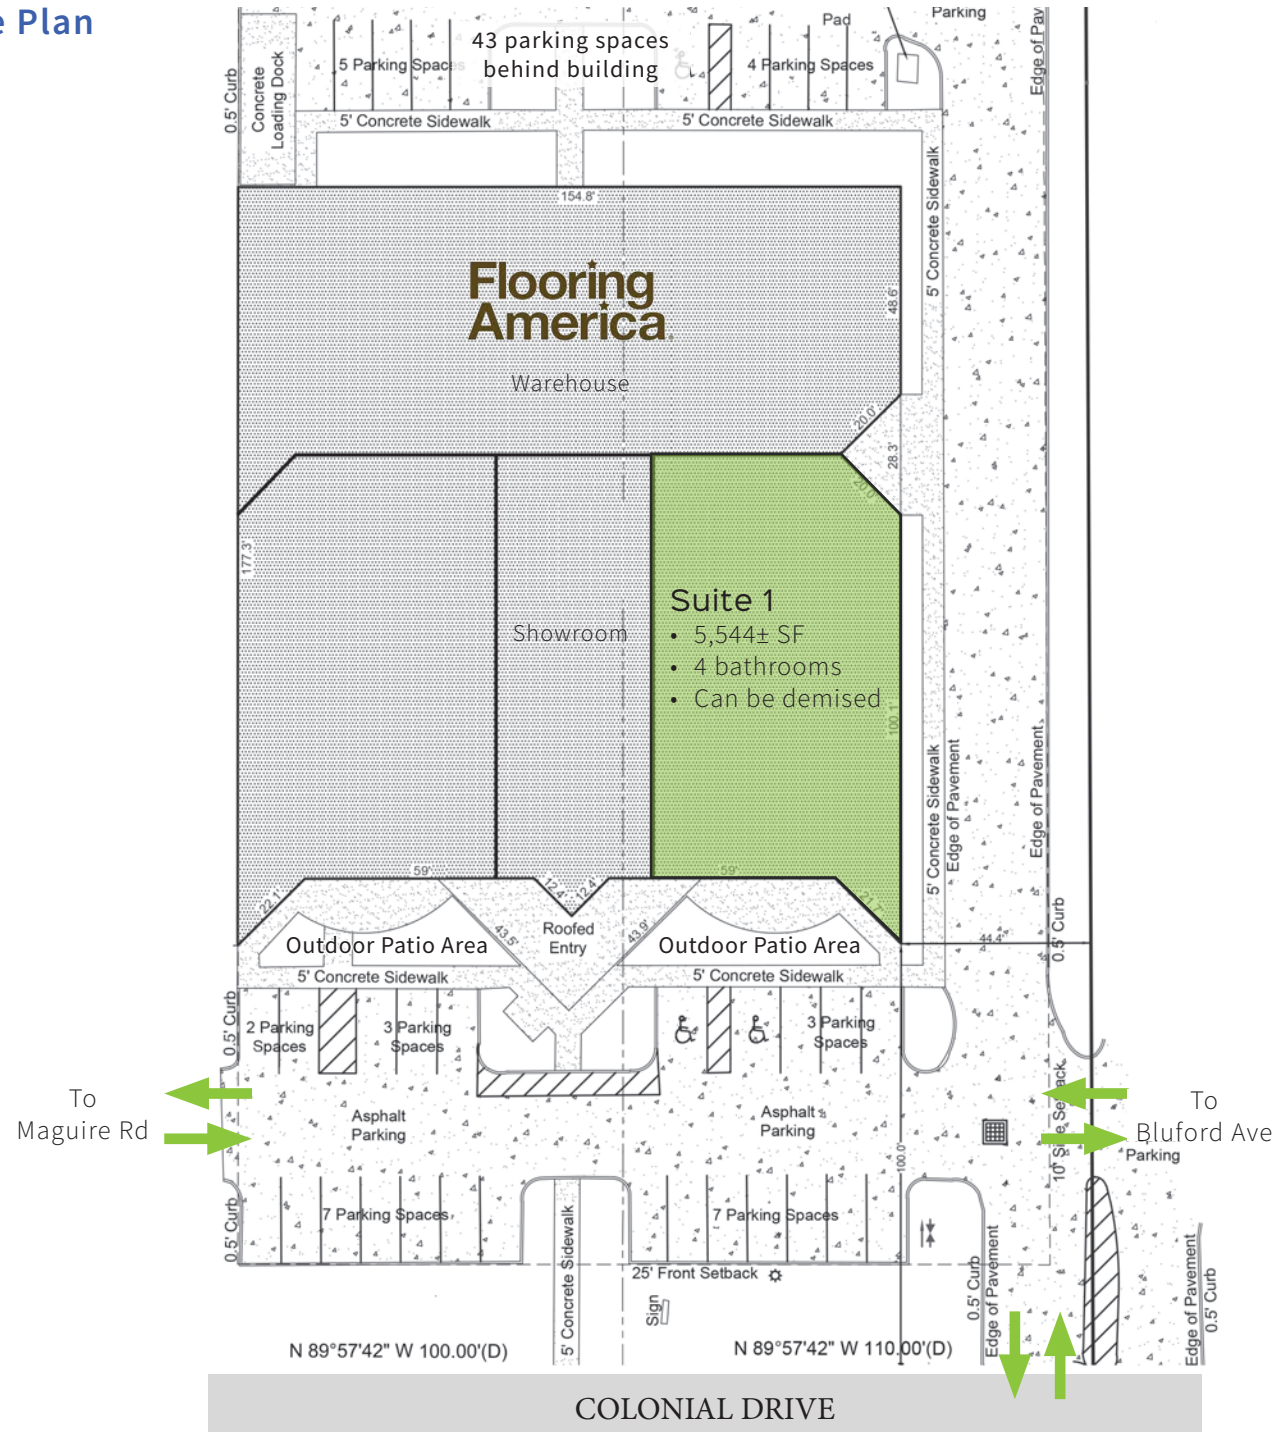 e Plan
43 parking spaces
behind building
Pad
Parking
5 Parking Spaces
4 Parking Spaces
0.5' Curb
Concrete
Loading Dock
Edge of Pav
5' Concrete Sidewalk
5' Concrete Sidewalk
154.8'
5' Concrete Sidewalk
Flooring
America
48.6'
Warehouse
20.0'
28.3'
20.0'
177.3'
Suite 1
• 5,544± SF
• 4 bathrooms
• Can be demised
Showroom
100.1'
5' Concrete Sidewalk
Edge of Pavement
Edge of Pavement
59'
59'
22.1'
12.4'
12.4'
21.7'
Roofed
Entry
43.5'
43.9'
Outdoor Patio Area
Outdoor Patio Area
44.4'
0.5' Curb
5' Concrete Sidewalk
5' Concrete Sidewalk
0.5' Curb
2 Parking
Spaces
3 Parking
Spaces
3 Parking
Spaces
10' Side Setback
To
Maguire Rd
To
Bluford Ave
Asphalt
Parking
Asphalt
Parking
100.0'
Parking
0.5' Curb
7 Parking Spaces
7 Parking Spaces
5' Concrete Sidewalk
25' Front Setback
Sign
0.5' Curb
Edge of Pavement
Edge of Pavement
0.5' Curb
N 89°57'42" W 100.00'(D)
N 89°57'42" W 110.00'(D)
COLONIAL DRIVE